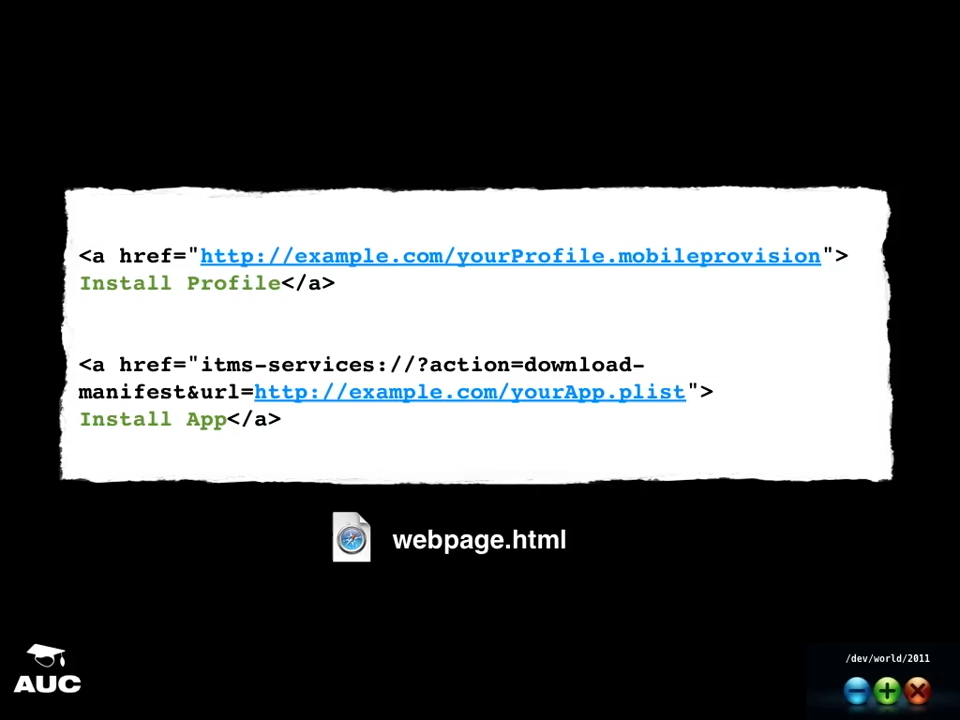 <a href="http://example.com/yourProfile.mobileprovision">
Install Profile</a>
<a href="itms-services://?action=download-
manifest&url=http://example.com/yourApp.plist">
Install App</a>
webpage.html
AUC
/dev/world/2011